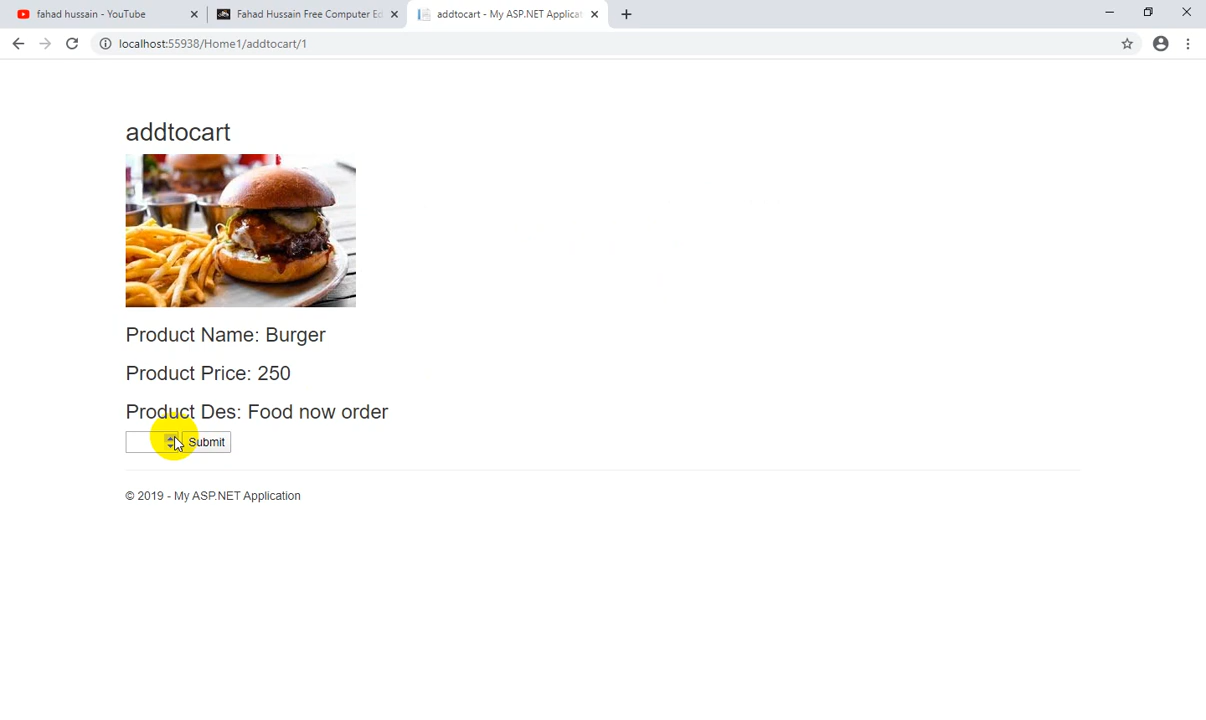 fahad hussain - YouTube
Fahad Hussain Free Computer Ed
addtocart - My ASP.NET Applicat
localhost:55938/Home1/addtocart/1
addtocart
Product Name: Burger
Product Price: 250
Product Des: Food now order
Submit
© 2019 - My ASP.NET Application